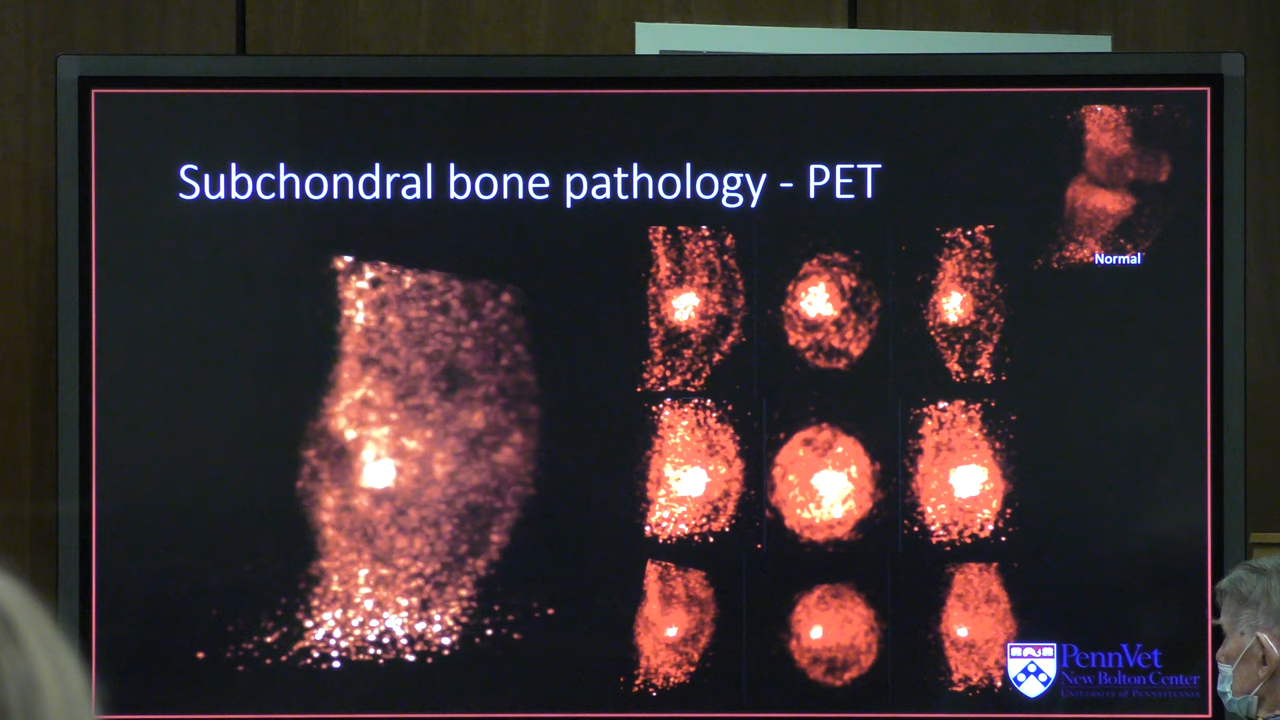 Subchondral bone pathology - PET
Normal
PennVet
New Bolton Center
University of Pennsylvania